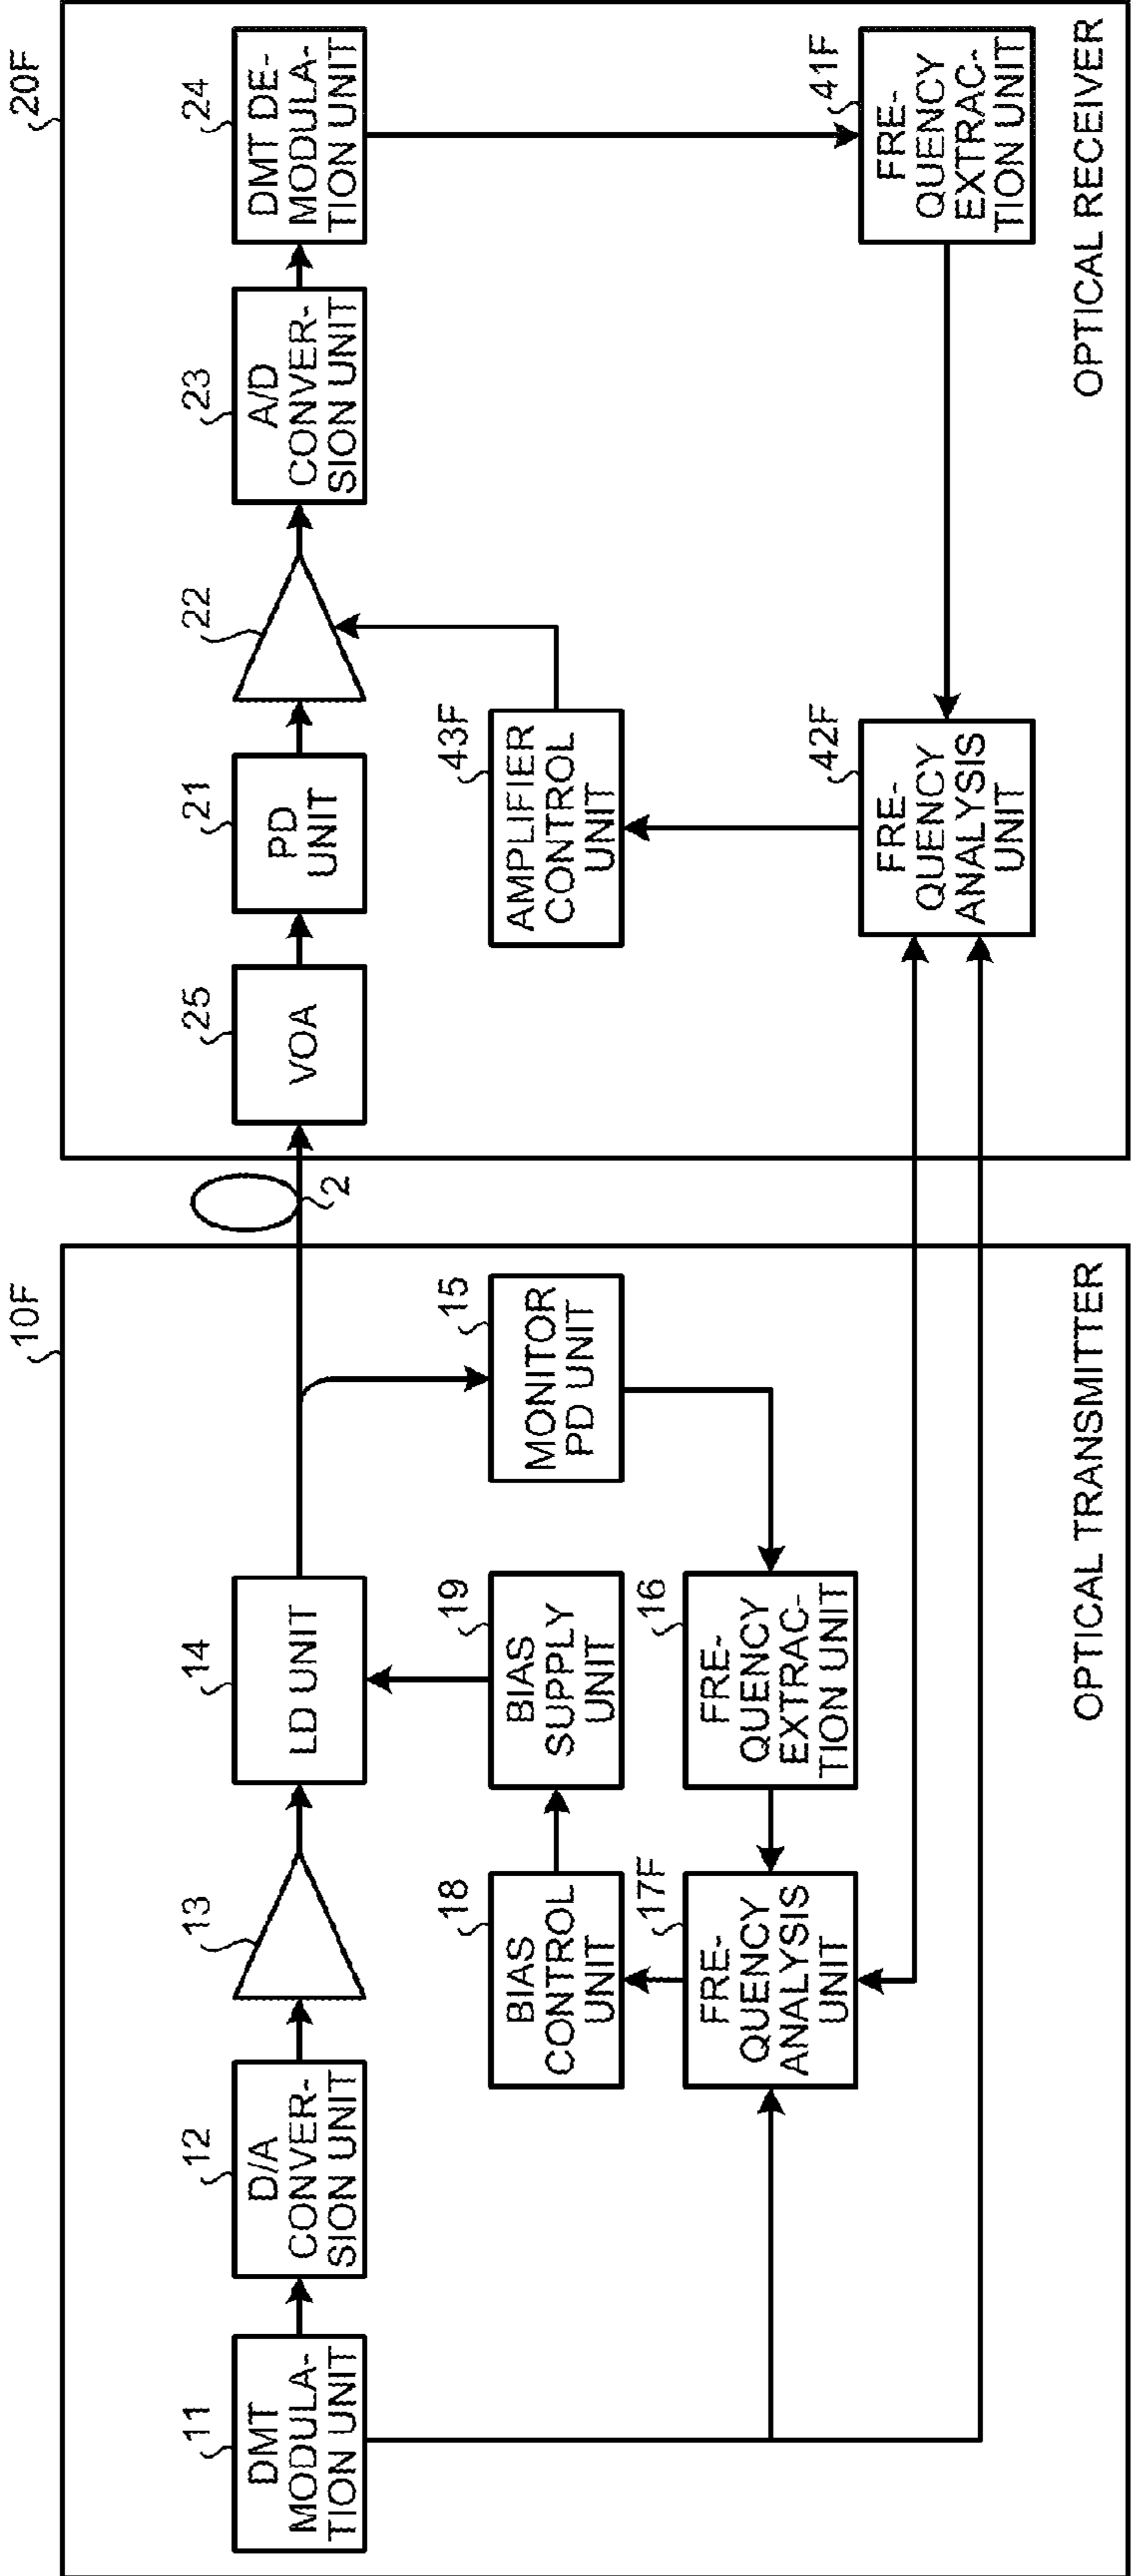 10F
11
DMT
MODULA-
TION UNIT
12
D/A
CONVER-
SION UNIT
13
14
LD UNIT
15
MONITOR
PD UNIT
18
BIAS
CONTROL
UNIT
19
BIAS
SUPPLY
UNIT
17F
FRE-
QUENCY
ANALYSIS
UNIT
16
FRE-
QUENCY
EXTRAC-
TION UNIT
OPTICAL TRANSMITTER
2
20F
25
VOA
21
PD
UNIT
22
23
A/D
CONVER-
SION UNIT
24
DMT DE-
MODULA-
TION UNIT
43F
AMPLIFIER
CONTROL
UNIT
42F
FRE-
QUENCY
ANALYSIS
UNIT
41F
FRE-
QUENCY
EXTRAC-
TION UNIT
OPTICAL RECEIVER